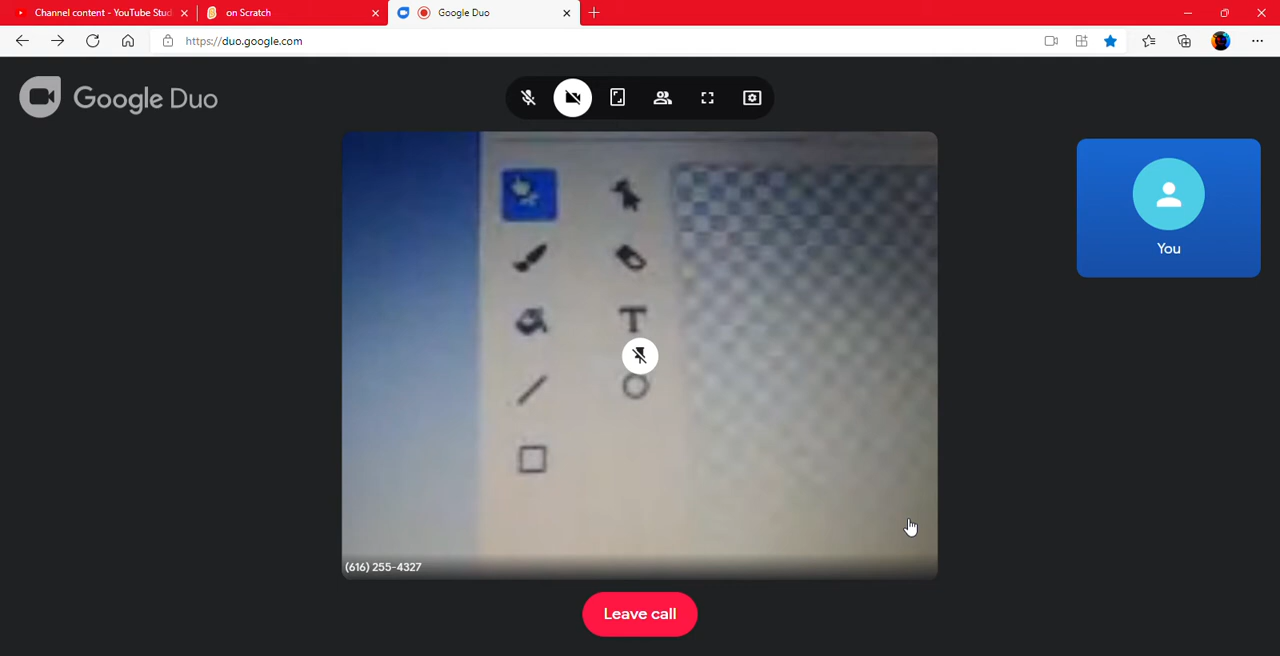 Channel content - YouTube Stud
on Scratch
Google Duo
https://duo.google.com
Google Duo
You
T
(616) 255-4327
Leave call